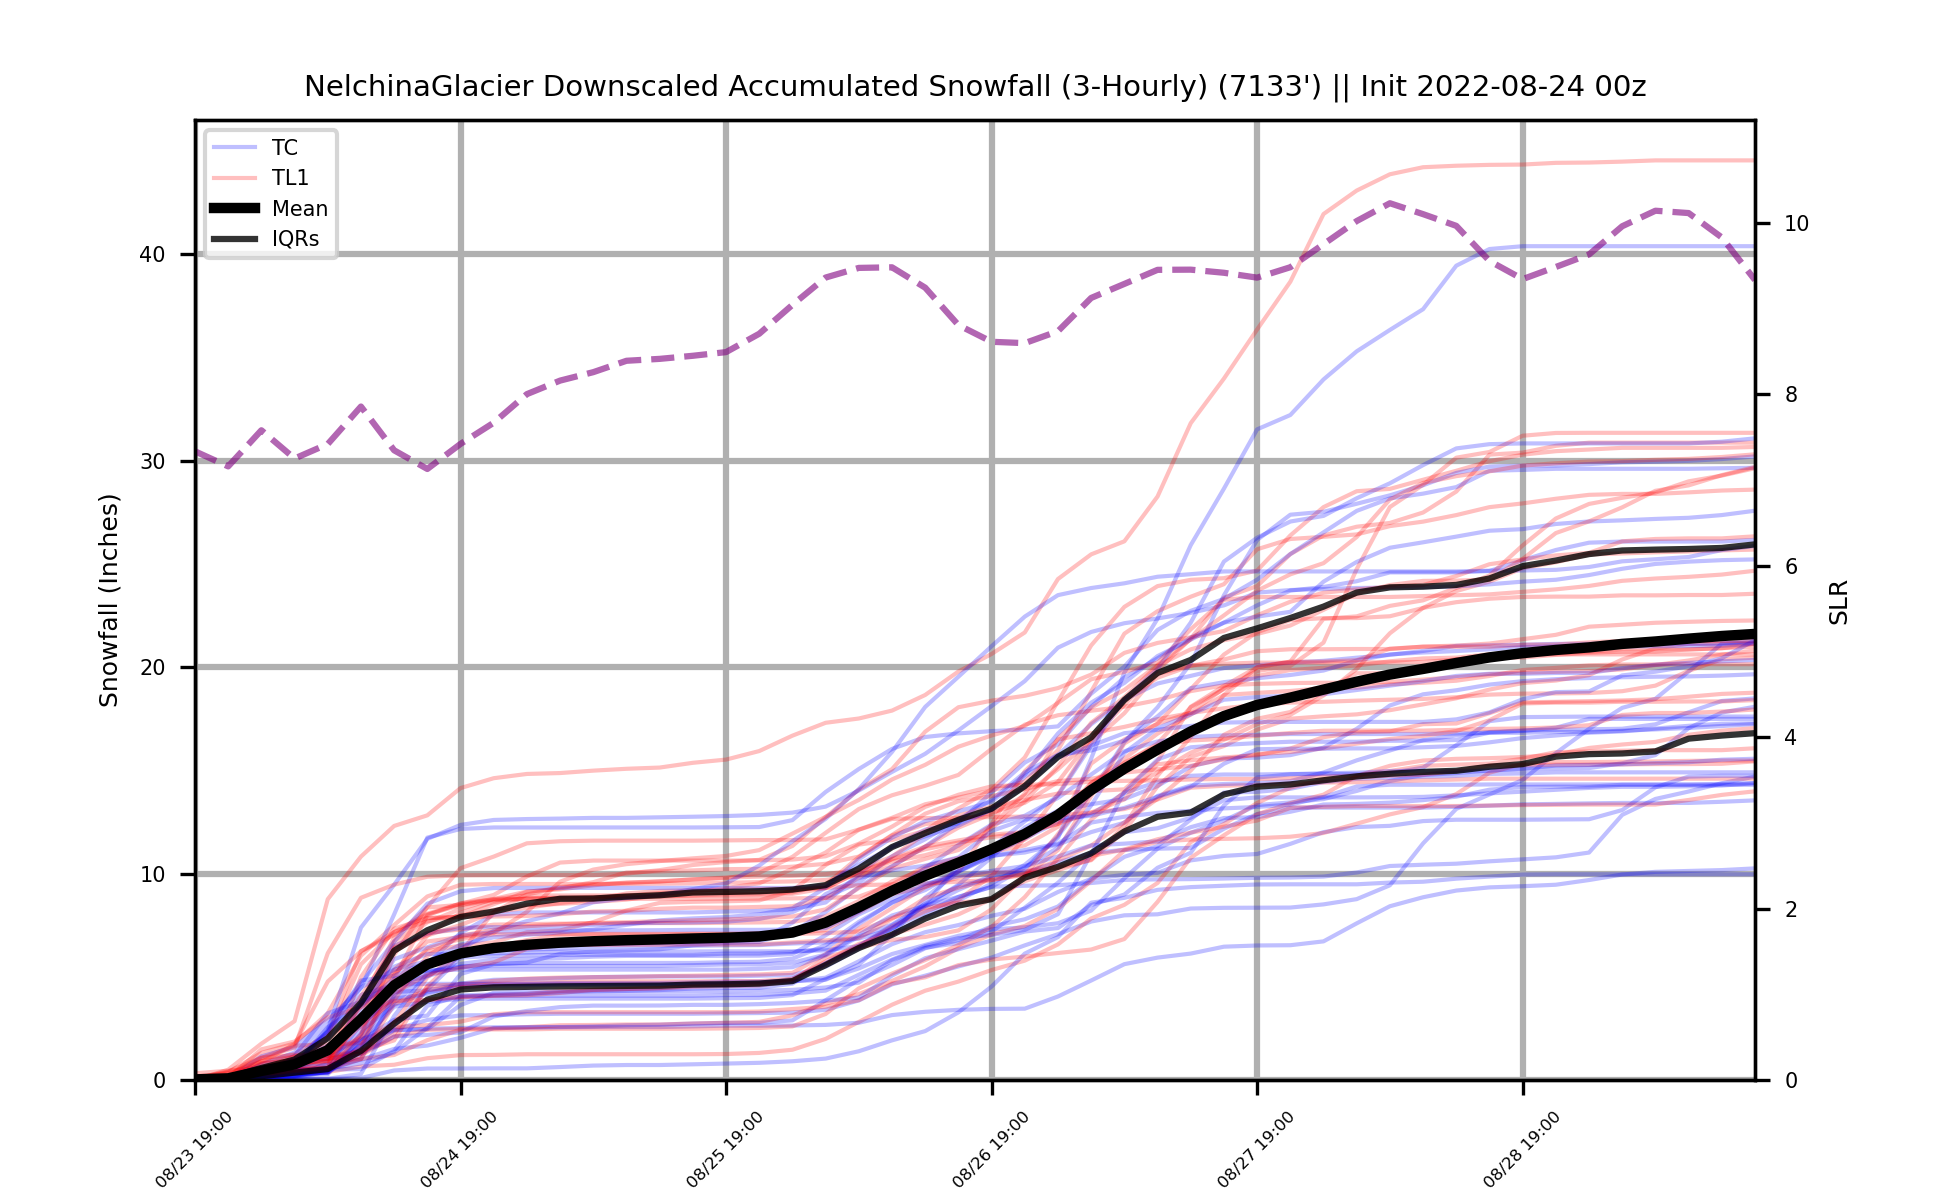 NelchinaGlacier Downscaled Accumulated Snowfall (3-Hourly) (7133') || Init 2022-08-24 00z
TC
TL1
Mean
IQRs
Snowfall (Inches)
40
30
20
10
0
SLR
10
8
6
4
2
0
08/23 19:00
08/24 19:00
08/25 19:00
08/26 19:00
08/27 19:00
08/28 19:00